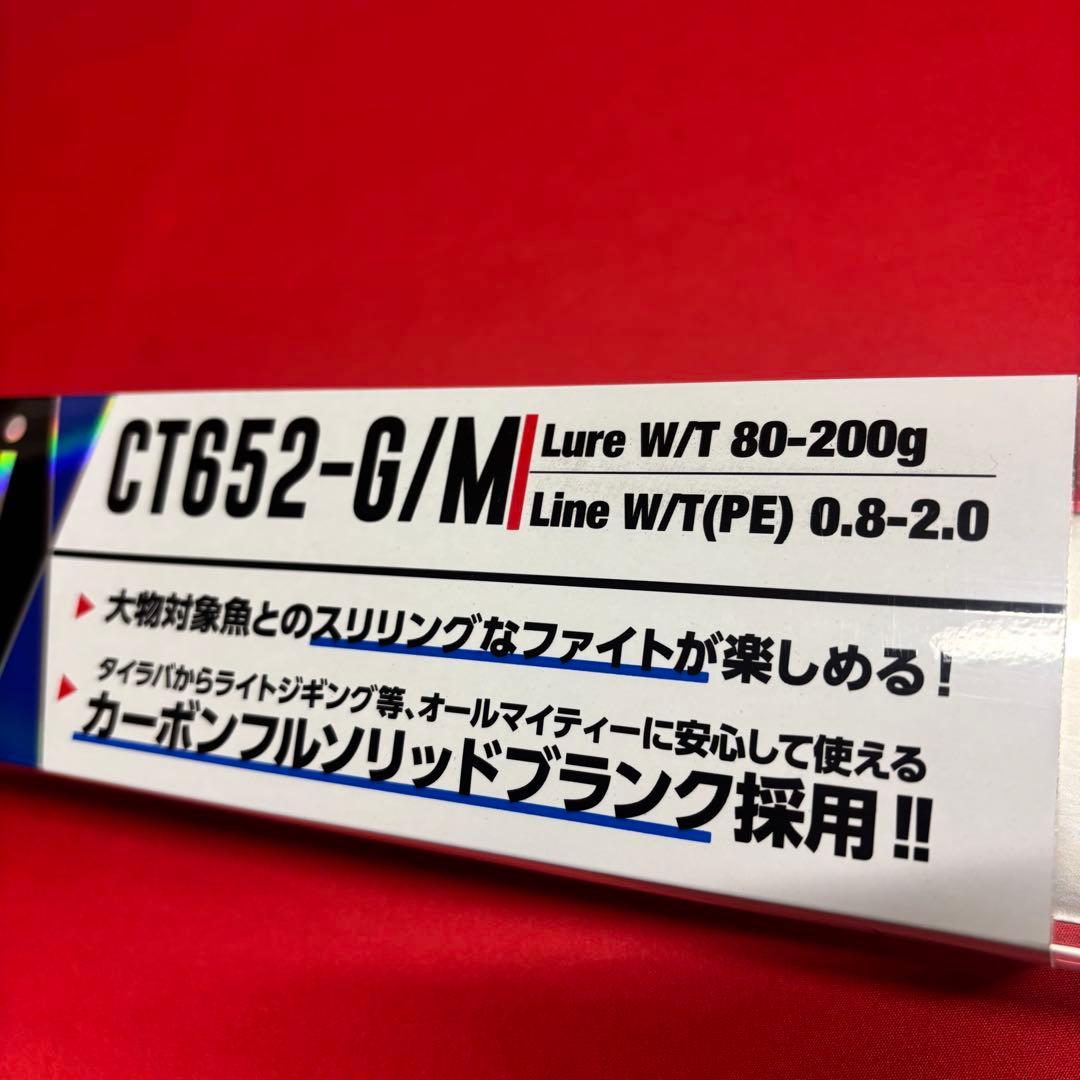 CT652-G/M
Lure W/T 80-200g
Line W/T(PE) 0.8-2.0
大物対象魚とのスリリングなファイトが楽しめる!
タイラバからライトジギング等、オールマイティーに安心して使える
カーボンフルソリッドブランク採用!!